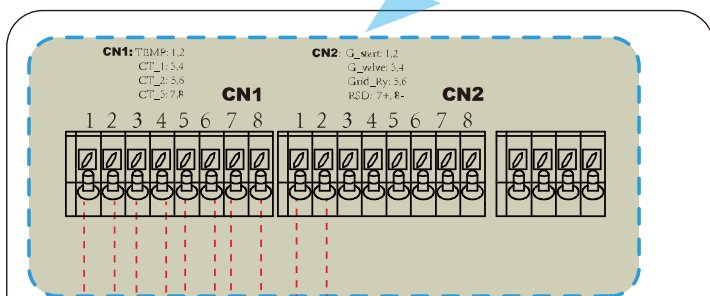 CN1: TEMP: 1,2
CT_1: 3,4
CT_2: 5,6
CT_3: 7,8
CN2: G_start: 1,2
G_valve: 3,4
Grid_Ry: 5,6
RSD: 7+, 8-
CN1
CN2
1 2 3 4 5 6 7 8
1 2 3 4 5 6 7 8